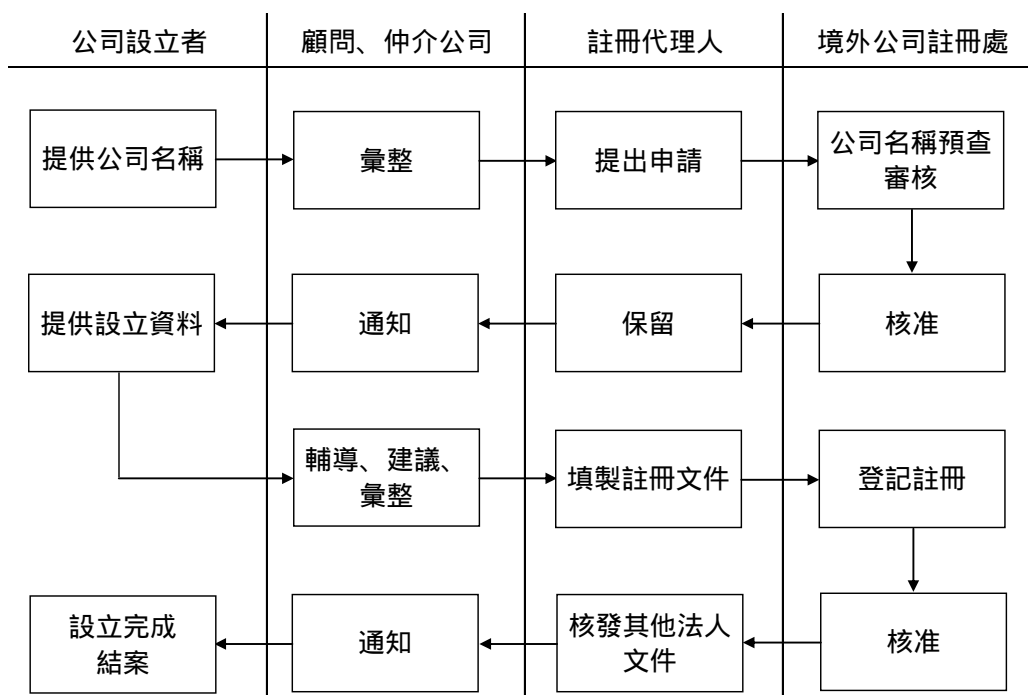 公司設立者
顧問、仲介公司
註冊代理人
境外公司註冊處
提供公司名稱
彙整
提出申請
公司名稱預查
審核
提供設立資料
通知
保留
核准
輔導、建議、
彙整
填製註冊文件
登記註冊
設立完成
結案
通知
核發其他法人
文件
核准